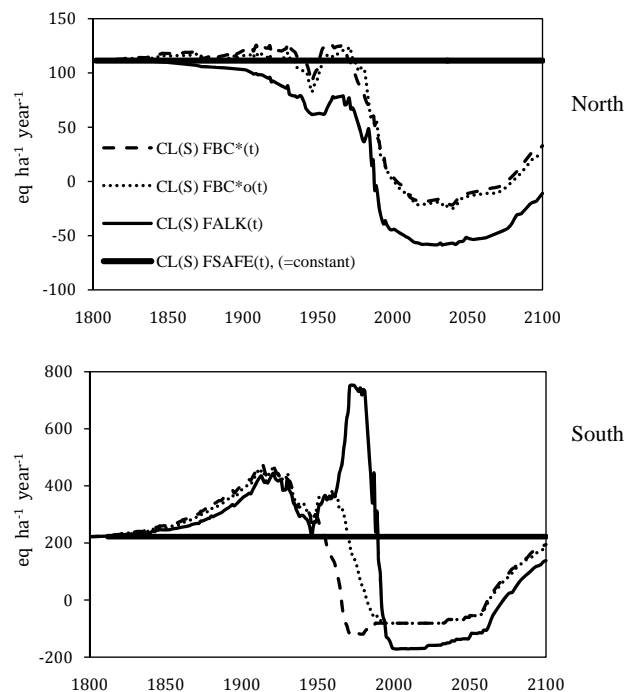 150
100
50
0
-50
-100
eq ha⁻¹ year⁻¹
CL(S) FBC*(t)
CL(S) FBC*o(t)
CL(S) FALK(t)
CL(S) FSAFE(t), (=constant)
North
1800 1850 1900 1950 2000 2050 2100
800
600
400
200
0
-200
eq ha⁻¹ year⁻¹
South
1800 1850 1900 1950 2000 2050 2100